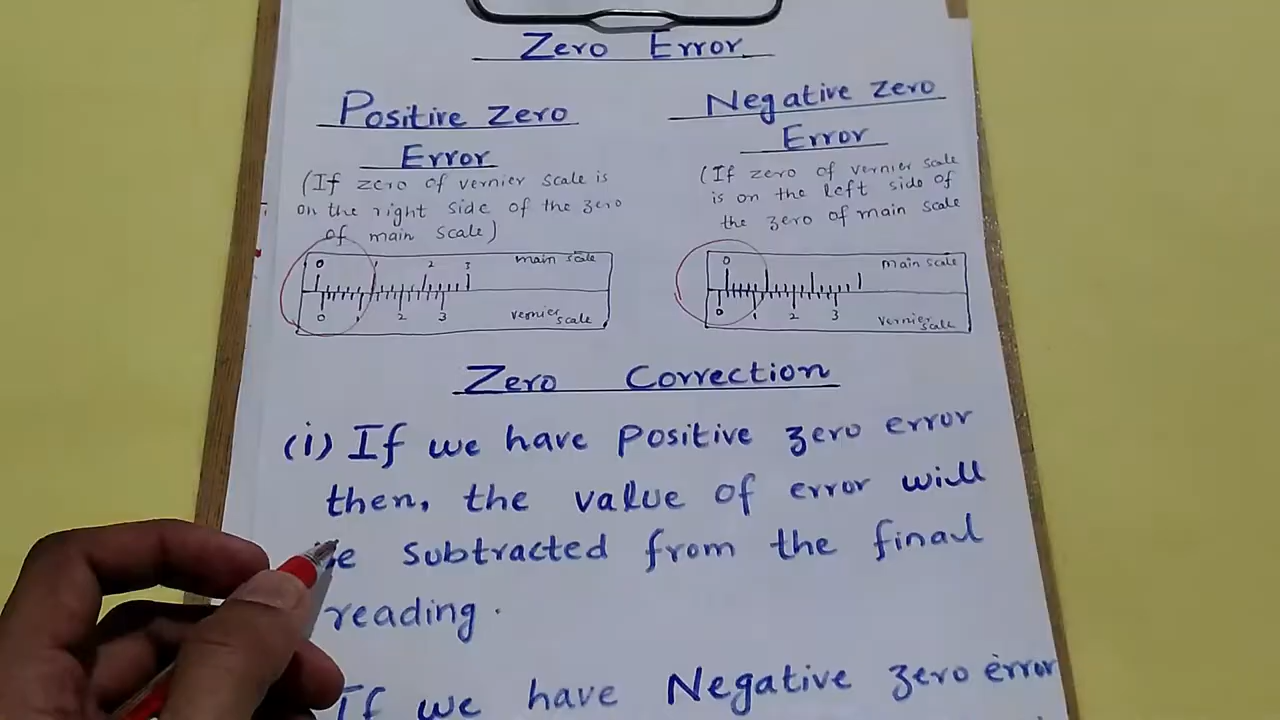 Zero Error
Positive Zero
Error
(If zero of vernier scale is
on the right side of the zero
of main scale)
0 1 2 3 main scale
0 1 2 3 vernier
scale
Negative Zero
Error
(If zero of vernier scale
is on the left side of
the zero of main scale
0 main scale
0 1 2 3 vernier
scale
Zero Correction
(i) If we have Positive zero error
then, the value of error will
be subtracted from the final
reading.
If we have Negative zero error